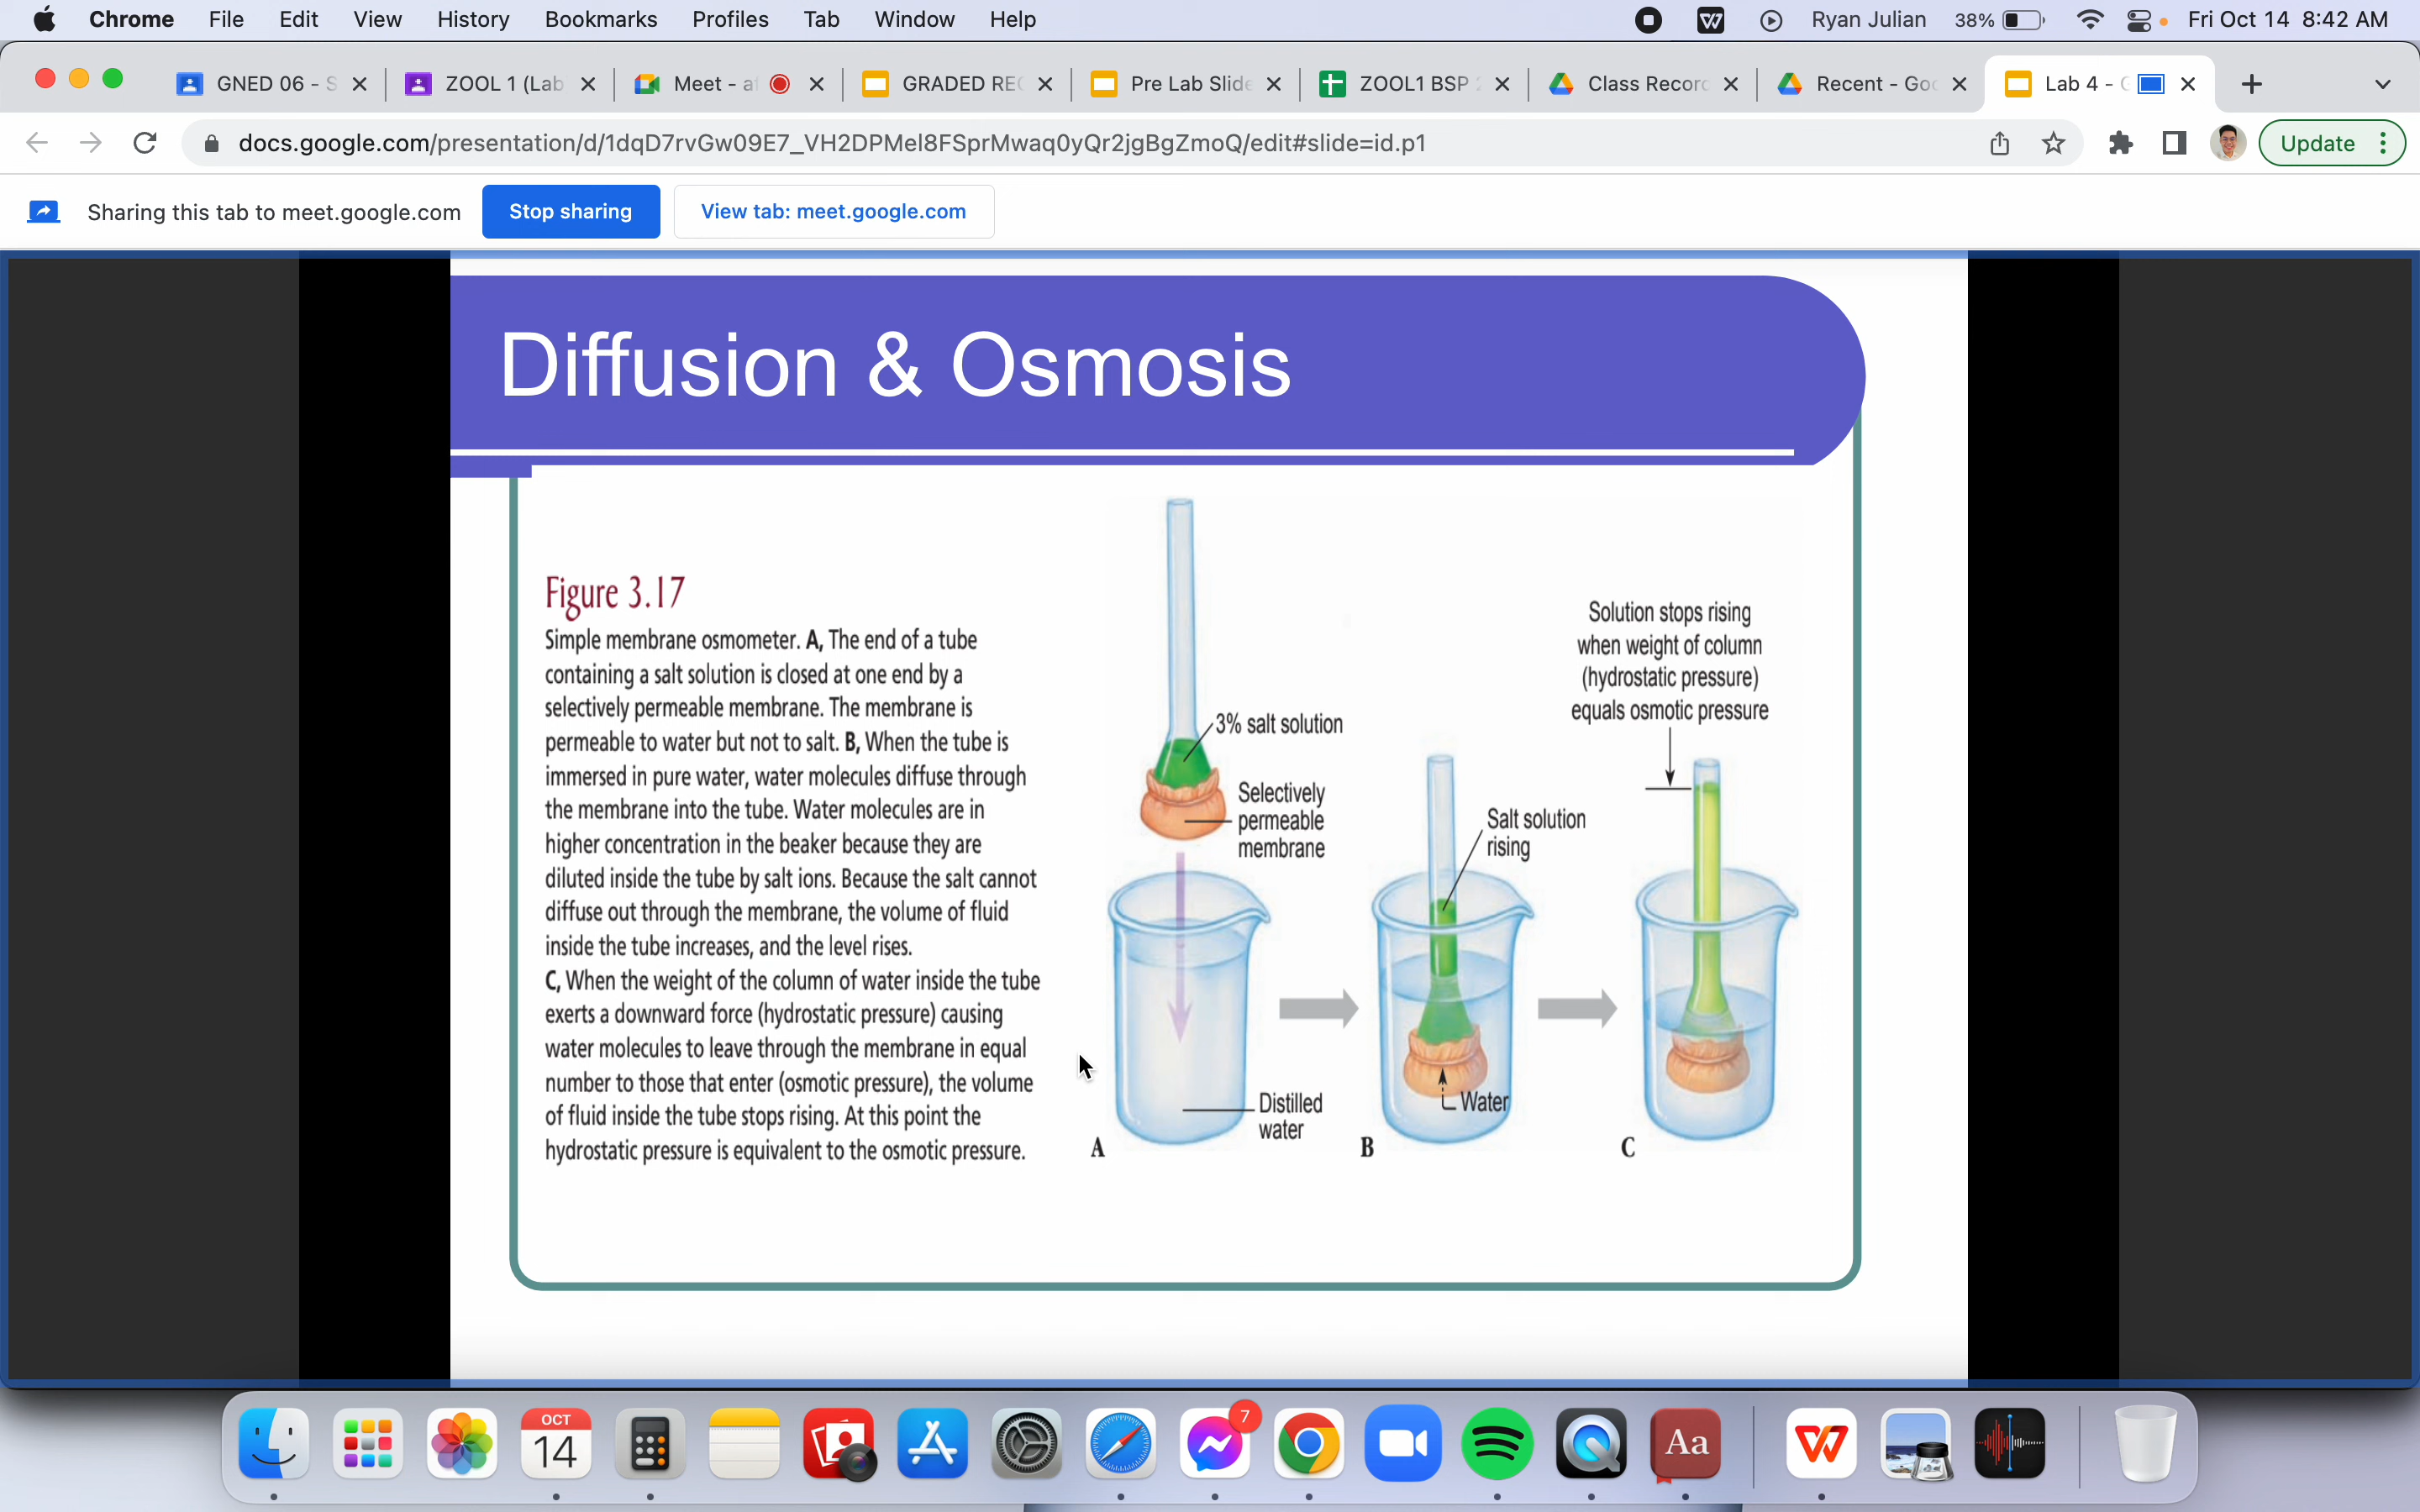 Chrome File Edit View History Bookmarks Profiles Tab Window Help Ryan Julian 38% Fri Oct 14 8:42 AM
GNED 06 - S ZOOL 1 (Lab Meet - a GRADED REC Pre Lab Slide ZOOL1 BSP Class Record Recent - Goo Lab 4 -
docs.google.com/presentation/d/1dqD7rvGw09E7_VH2DPMel8FSprMwaq0yQr2jgBgZmoQ/edit#slide=id.p1 Update
Sharing this tab to meet.google.com Stop sharing View tab: meet.google.com
Diffusion & Osmosis
Figure 3.17
Simple membrane osmometer. A, The end of a tube
containing a salt solution is closed at one end by a
selectively permeable membrane. The membrane is
permeable to water but not to salt. B, When the tube is
immersed in pure water, water molecules diffuse through
the membrane into the tube. Water molecules are in
higher concentration in the beaker because they are
diluted inside the tube by salt ions. Because the salt cannot
diffuse out through the membrane, the volume of fluid
inside the tube increases, and the level rises.
C, When the weight of the column of water inside the tube
exerts a downward force (hydrostatic pressure) causing
water molecules to leave through the membrane in equal
number to those that enter (osmotic pressure), the volume
of fluid inside the tube stops rising. At this point the
hydrostatic pressure is equivalent to the osmotic pressure.
3% salt solution
Selectively
permeable
membrane
Distilled
water
A
Salt solution
rising
Water
B
Solution stops rising
when weight of column
(hydrostatic pressure)
equals osmotic pressure
C
OCT
14
7
Aa